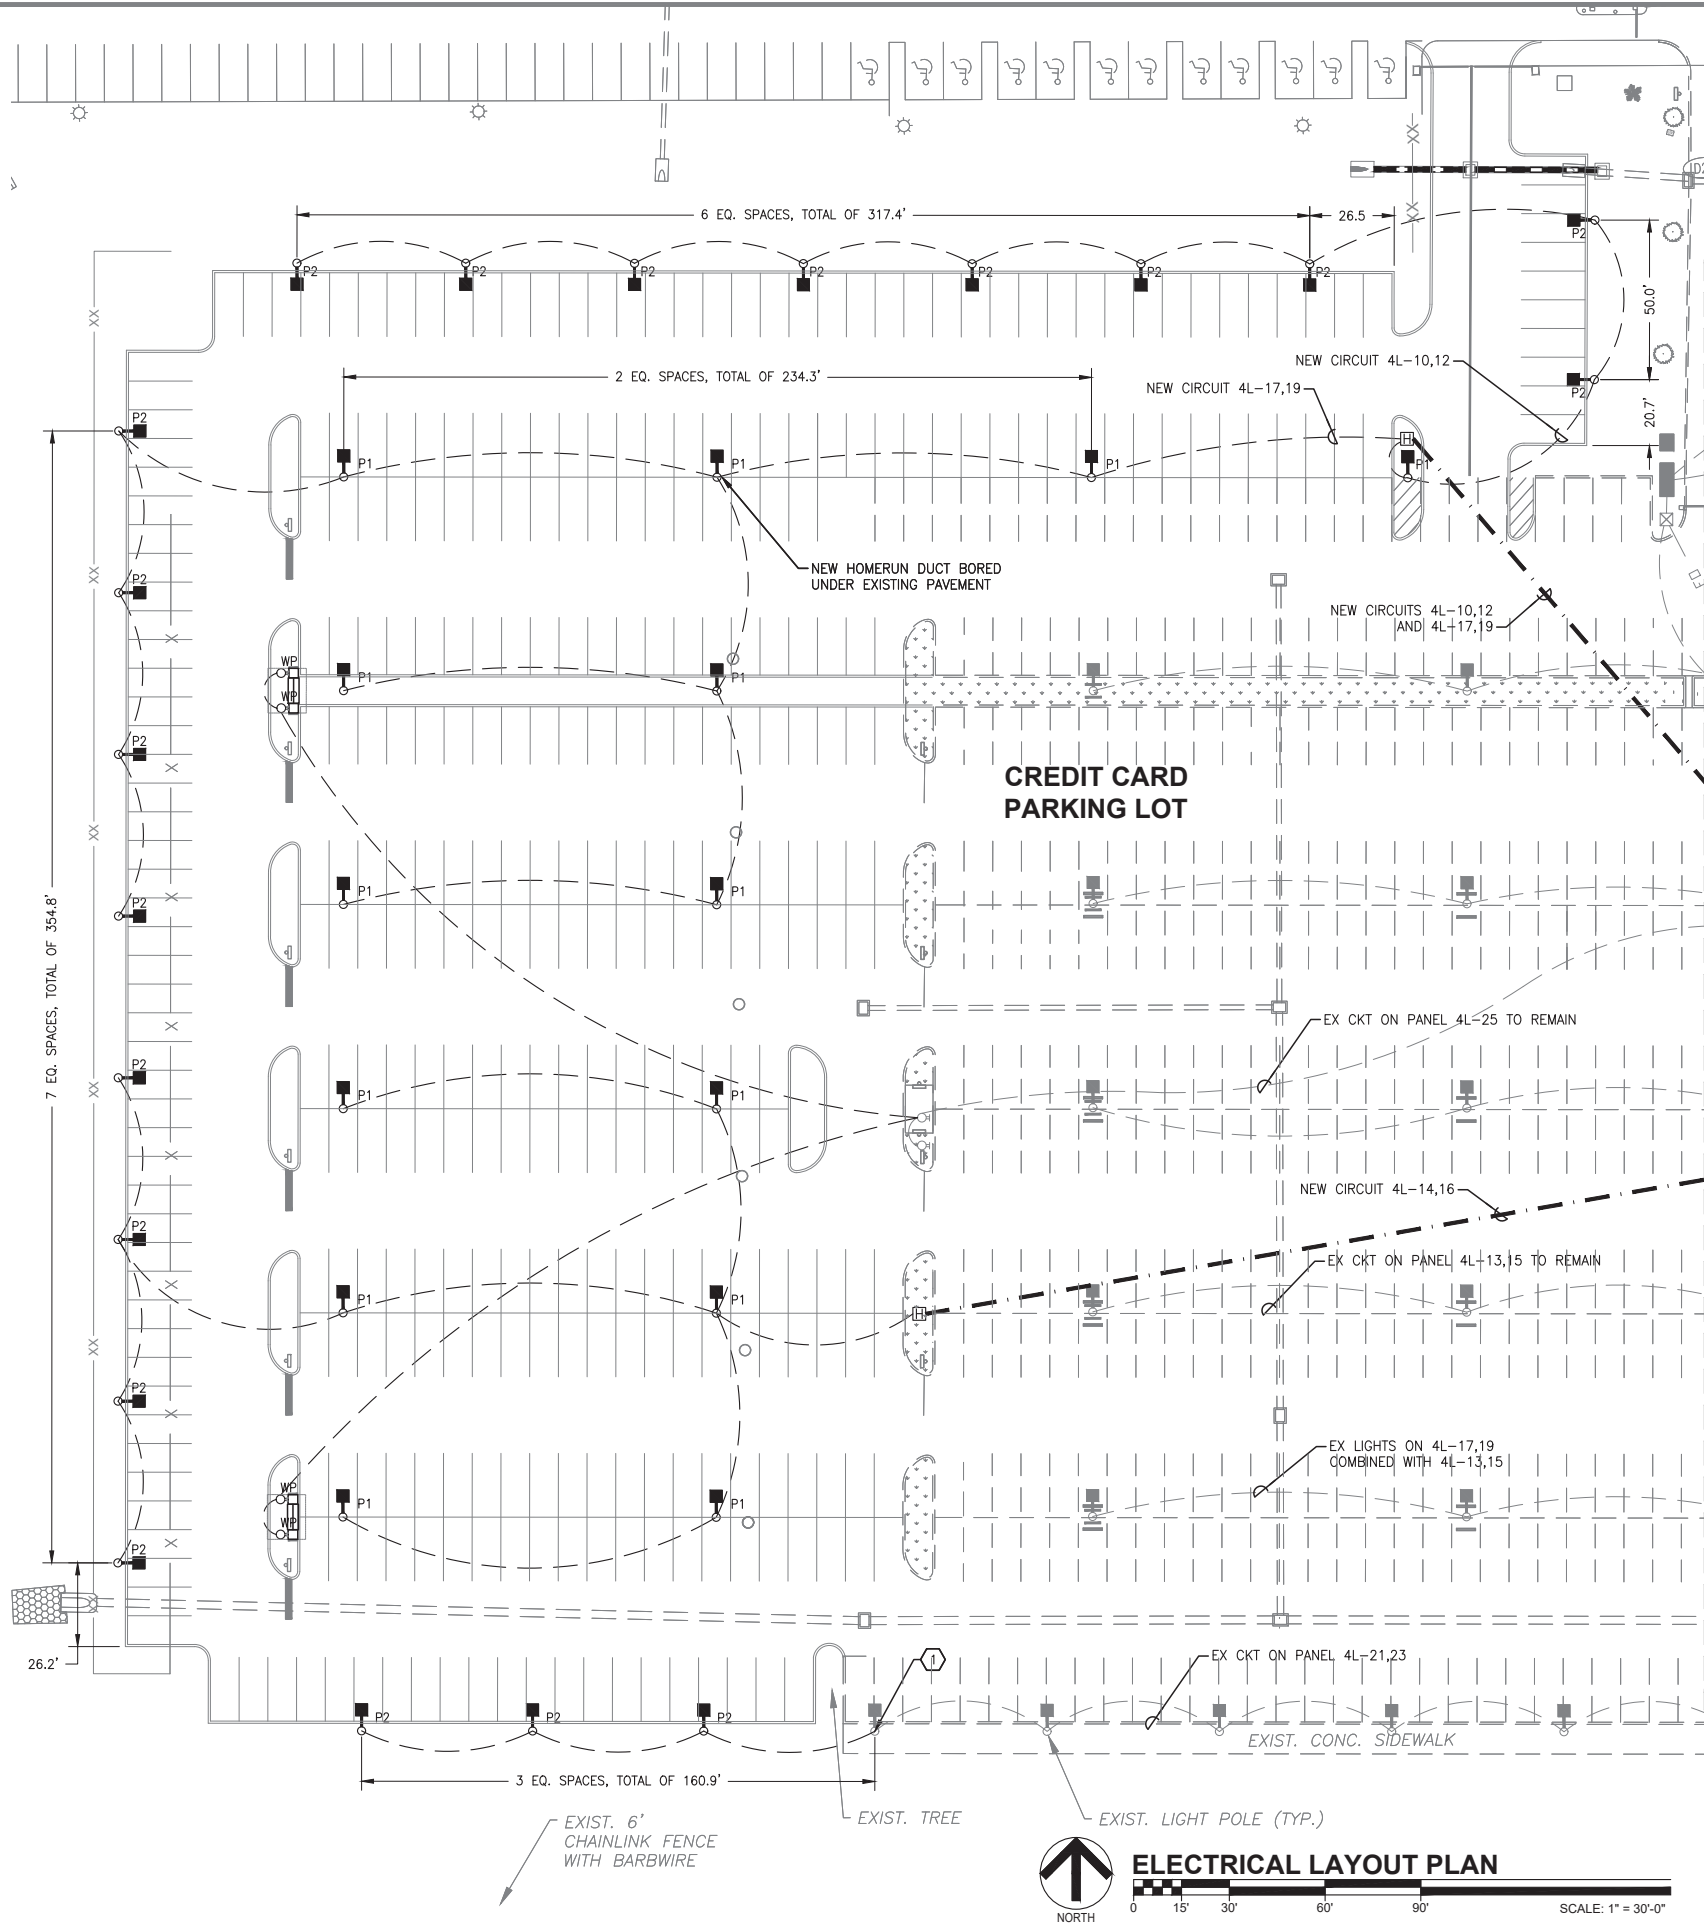 6 EQ. SPACES, TOTAL OF 317.4'
26.5
P2
P2
P2
P2
P2
P2
P2
P2
50.0'
NEW CIRCUIT 4L-10,12
2 EQ. SPACES, TOTAL OF 234.3'
NEW CIRCUIT 4L-17,19
P2
20.7'
P2
H
P1
P1
P1
P1
NEW HOMERUN DUCT BORED
UNDER EXISTING PAVEMENT
P2
NEW CIRCUITS 4L-10,12
AND 4L-17,19
WP
P1
P1
WP
P2
CREDIT CARD
PARKING LOT
P1
P1
P2
7 EQ. SPACES, TOTAL OF 354.8'
EX CKT ON PANEL 4L-25 TO REMAIN
P2
P1
P1
NEW CIRCUIT 4L-14,16
P2
EX CKT ON PANEL 4L-13,15 TO REMAIN
P1
P1
H
P2
EX LIGHTS ON 4L-17,19
COMBINED WITH 4L-13,15
WP
P1
P1
WP
P2
26.2'
1
EX CKT ON PANEL 4L-21,23
P2
P2
P2
EXIST. CONC. SIDEWALK
3 EQ. SPACES, TOTAL OF 160.9'
EXIST. 6'
CHAINLINK FENCE
WITH BARBWIRE
EXIST. TREE
EXIST. LIGHT POLE (TYP.)
ELECTRICAL LAYOUT PLAN
0 15' 30' 60' 90'
SCALE: 1" = 30'-0"
NORTH